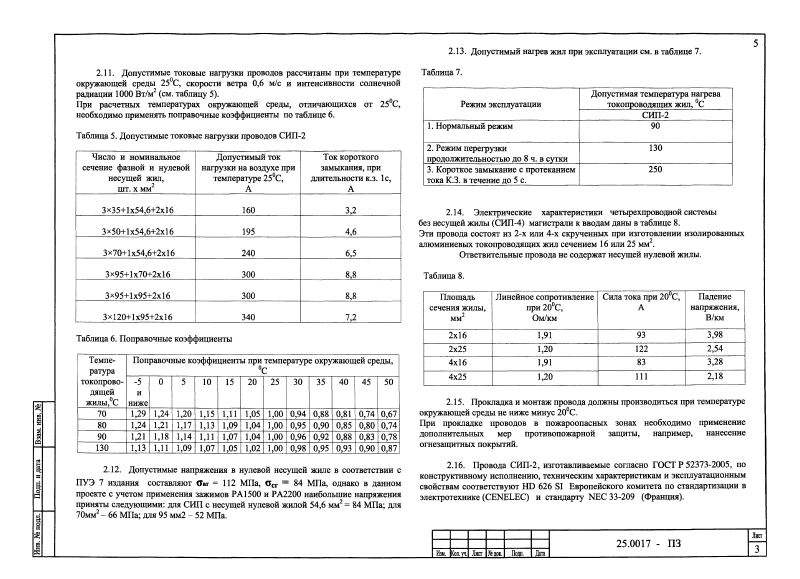 5
2.11. Допустимые токовые нагрузки проводов рассчитаны при температуре
окружающей среды 25⁰С, скорости ветра 0,6 м/с и интенсивности солнечной
радиации 1000 Вт/м² (см. таблицу 5).
При расчетных температурах окружающей среды, отличающихся от 25⁰С,
необходимо применять поправочные коэффициенты по таблице 6.
Таблица 5. Допустимые токовые нагрузки проводов СИП-2
Число и номинальное сечение фазной и нулевой несущей жил, шт. х мм² | Допустимый ток нагрузки на воздухе при температуре 25⁰С, А | Ток короткого замыкания, при длительности к.з. 1с, А
3×35+1х54,6+2х16 160 3,2
3×50+1х54,6+2х16 195 4,6
3×70+1х54,6+2х16 240 6,5
3×95+1х70+2х16 300 8,8
3×95+1х95+2х16 300 8,8
3×120+1х95+2х16 340 7,2
Таблица 6. Поправочные коэффициенты
Темпе-ратура токопрово-дящей жилы,⁰С | Поправочные коэффициенты при температуре окружающей среды, ⁰С
-5 и ниже 0 5 10 15 20 25 30 35 40 45 50
70 1,29 1,24 1,20 1,15 1,11 1,05 1,00 0,94 0,88 0,81 0,74 0,67
80 1,24 1,21 1,17 1,13 1,09 1,04 1,00 0,95 0,90 0,85 0,80 0,74
90 1,21 1,18 1,14 1,11 1,07 1,04 1,00 0,96 0,92 0,88 0,83 0,78
130 1,13 1,11 1,09 1,07 1,05 1,02 1,00 0,98 0,95 0,93 0,90 0,87
2.12. Допустимые напряжения в нулевой несущей жиле в соответствии с
ПУЭ 7 издания составляют σнг = 112 МПа, σсг = 84 МПа, однако в данном
проекте с учетом применения зажимов РА1500 и РА2200 наибольшие напряжения
приняты следующими: для СИП с несущей нулевой жилой 54,6 мм² = 84 МПа; для
70мм² – 66 МПа; для 95 мм2 – 52 МПа.
2.13. Допустимый нагрев жил при эксплуатации см. в таблице 7.
Таблица 7.
Режим эксплуатации | Допустимая температура нагрева токопроводящих жил, ⁰С
СИП-2
1. Нормальный режим 90
2. Режим перегрузки продолжительностью до 8 ч. в сутки 130
3. Короткое замыкание с протеканием тока К.З. в течение до 5 с. 250
2.14. Электрические характеристики четырехпроводной системы
без несущей жилы (СИП-4) магистрали к вводам даны в таблице 8.
Эти провода состоят из 2-х или 4-х скрученных при изготовлении изолированных
алюминиевых токопроводящих жил сечением 16 или 25 мм².
Ответвительные провода не содержат несущей нулевой жилы.
Таблица 8.
Площадь сечения жилы, мм² | Линейное сопротивление при 20⁰С, Ом/км | Сила тока при 20⁰С, А | Падение напряжения, В/км
2х16 1,91 93 3,98
2х25 1,20 122 2,54
4х16 1,91 83 3,28
4х25 1,20 111 2,18
2.15. Прокладка и монтаж провода должны производиться при температуре
окружающей среды не ниже минус 20⁰С.
При прокладке проводов в пожароопасных зонах необходимо применение
дополнительных мер противопожарной защиты, например, нанесение
огнезащитных покрытий.
2.16. Провода СИП-2, изготавливаемые согласно ГОСТ Р 52373-2005, по
конструктивному исполнению, техническим характеристикам и эксплуатационным
свойствам соответствуют HD 626 SI Европейского комитета по стандартизации в
электротехнике (CENELEC) и стандарту NEC 33-209 (Франция).
Взам. инв. №
Подп. и дата
Инв. № подл.
Изм. Кол.уч. Лист № док. Подп. Дата
25.0017 - ПЗ
Лист
3